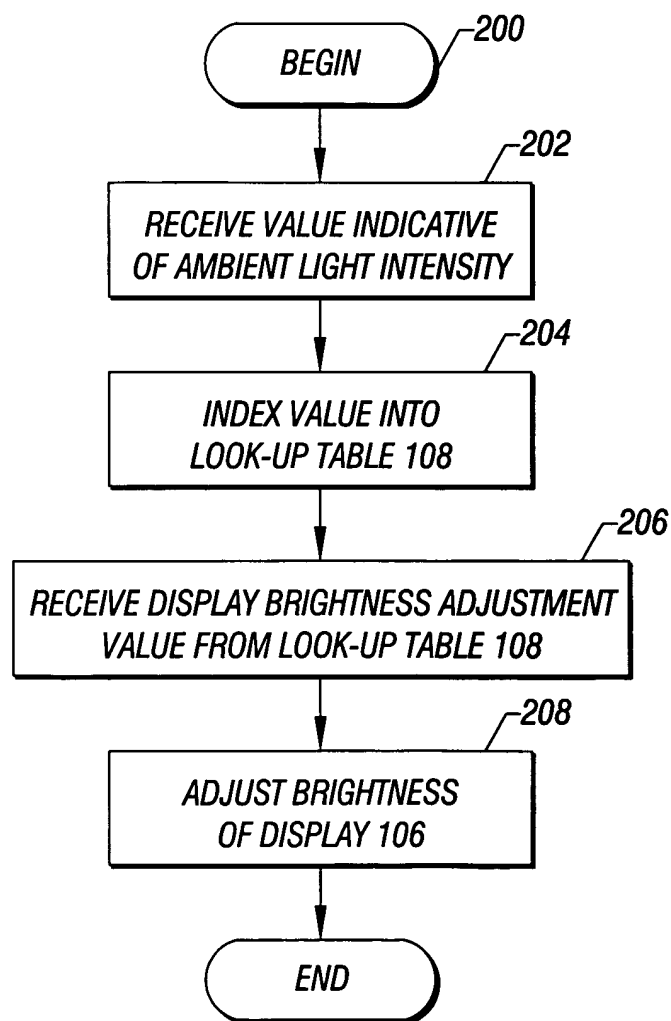 BEGIN
200
202
RECEIVE VALUE INDICATIVE
OF AMBIENT LIGHT INTENSITY
204
INDEX VALUE INTO
LOOK-UP TABLE 108
206
RECEIVE DISPLAY BRIGHTNESS ADJUSTMENT
VALUE FROM LOOK-UP TABLE 108
208
ADJUST BRIGHTNESS
OF DISPLAY 106
END